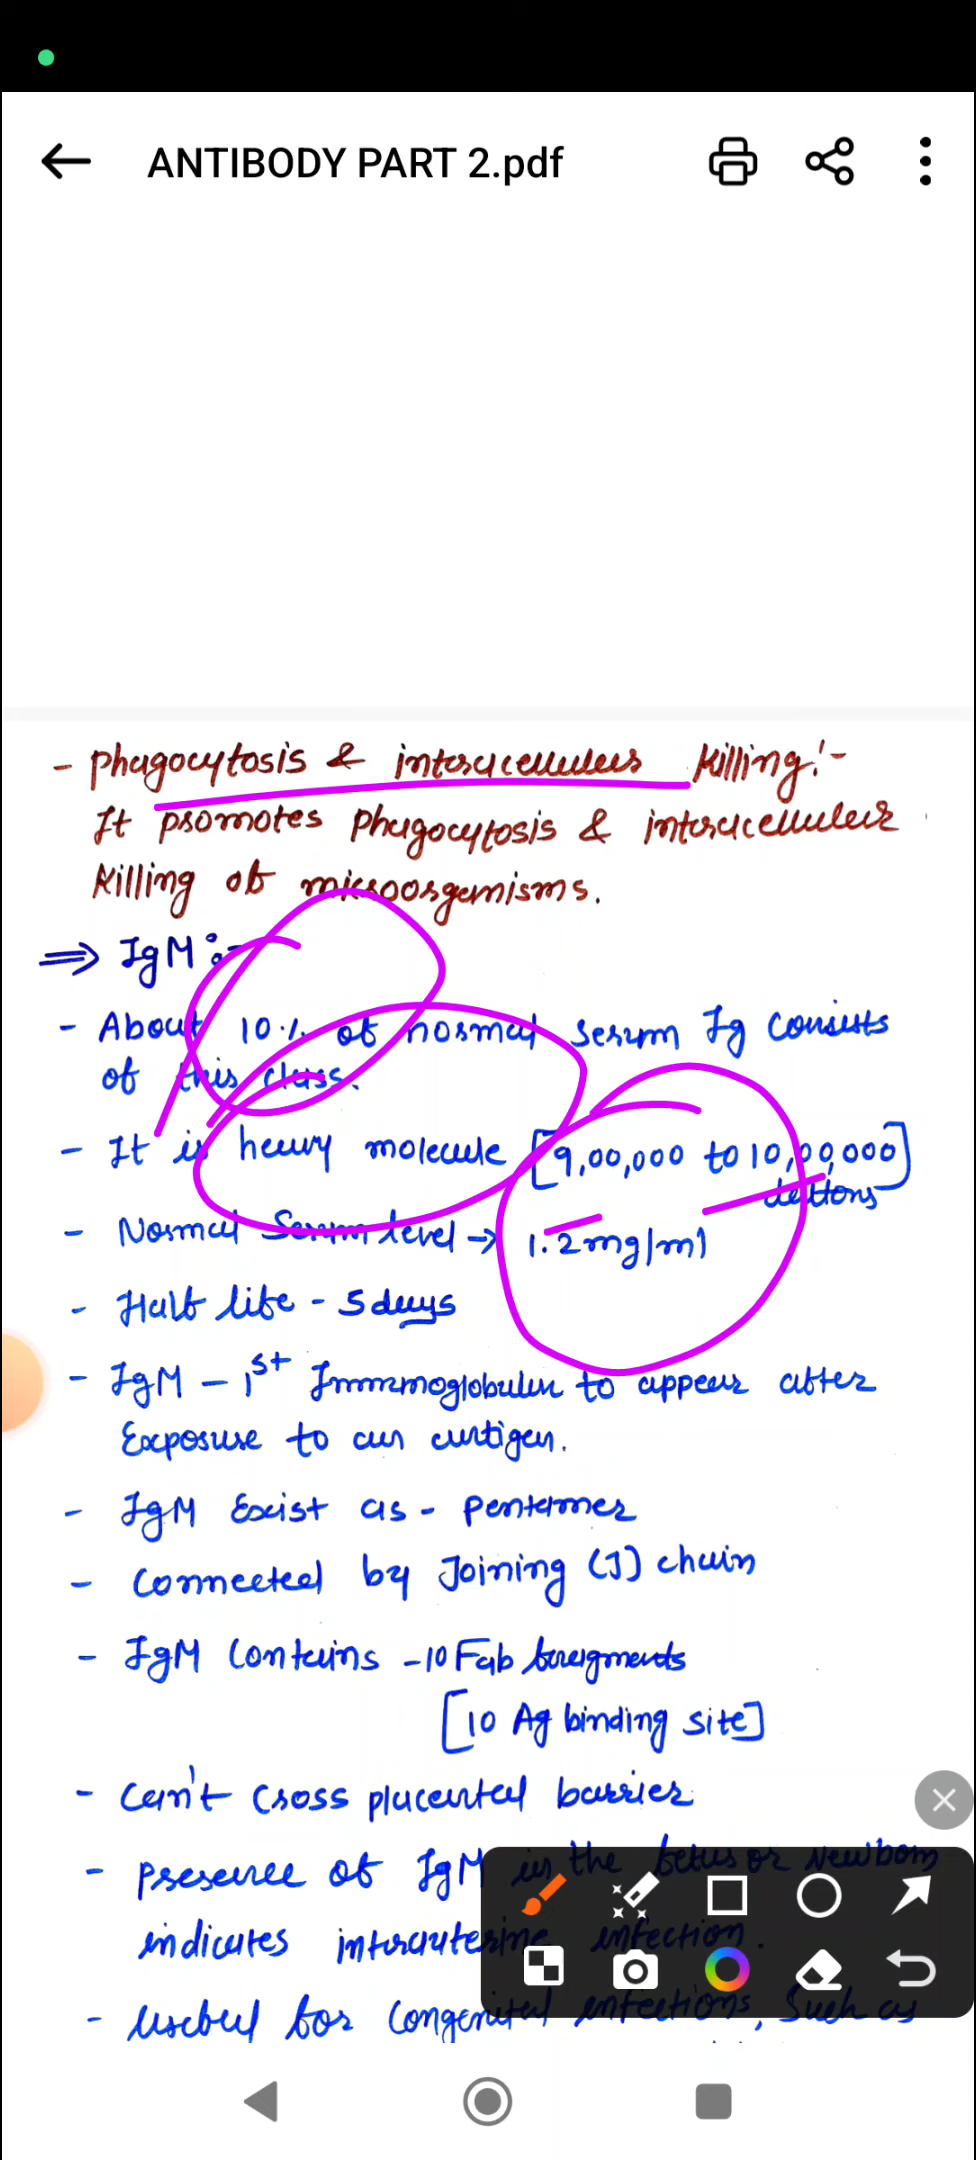 ANTIBODY PART 2.pdf
- Phagocytosis & intracellular killing:-
It promotes Phagocytosis & intracellular
killing of microorganisms.
⇒ IgM:-
- About 10% of normal serum Ig consists
of this class.
- It is heavy molecule [9,00,000 to 10,00,000]
daltons
- Normal Serum level → 1.2mg/ml
- Half life - 5 days
- IgM - 1st Immunoglobulin to appear after
Exposure to an antigen.
- IgM Exist as - Pentamer
- Connected by Joining (J) chain
- IgM Contains - 10 Fab fragments
[10 Ag binding site]
- Can't Cross placental barrier
- Presence of IgM in the fetus or Newborn
indicates intrauterine infection.
- Useful for Congenital infections, Such as